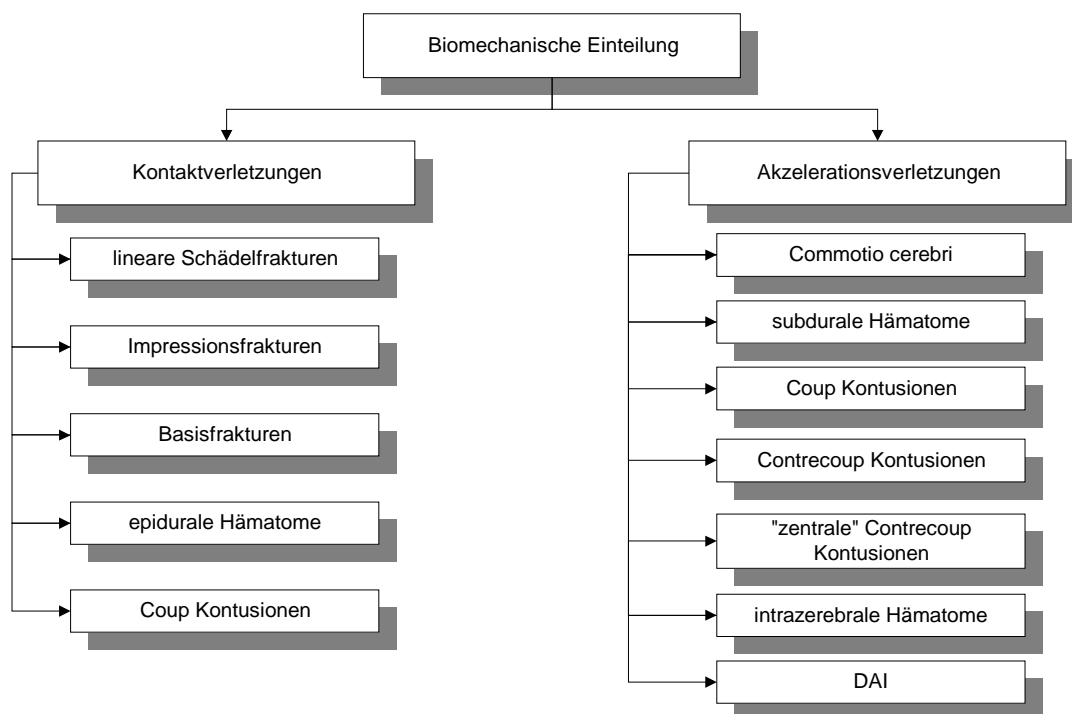 Biomechanische Einteilung
Kontaktverletzungen
lineare Schädelfrakturen
Impressionsfrakturen
Basisfrakturen
epidurale Hämatome
Coup Kontusionen
Akzelerationsverletzungen
Commotio cerebri
subdurale Hämatome
Coup Kontusionen
Contrecoup Kontusionen
"zentrale" Contrecoup
Kontusionen
intrazerebrale Hämatome
DAI